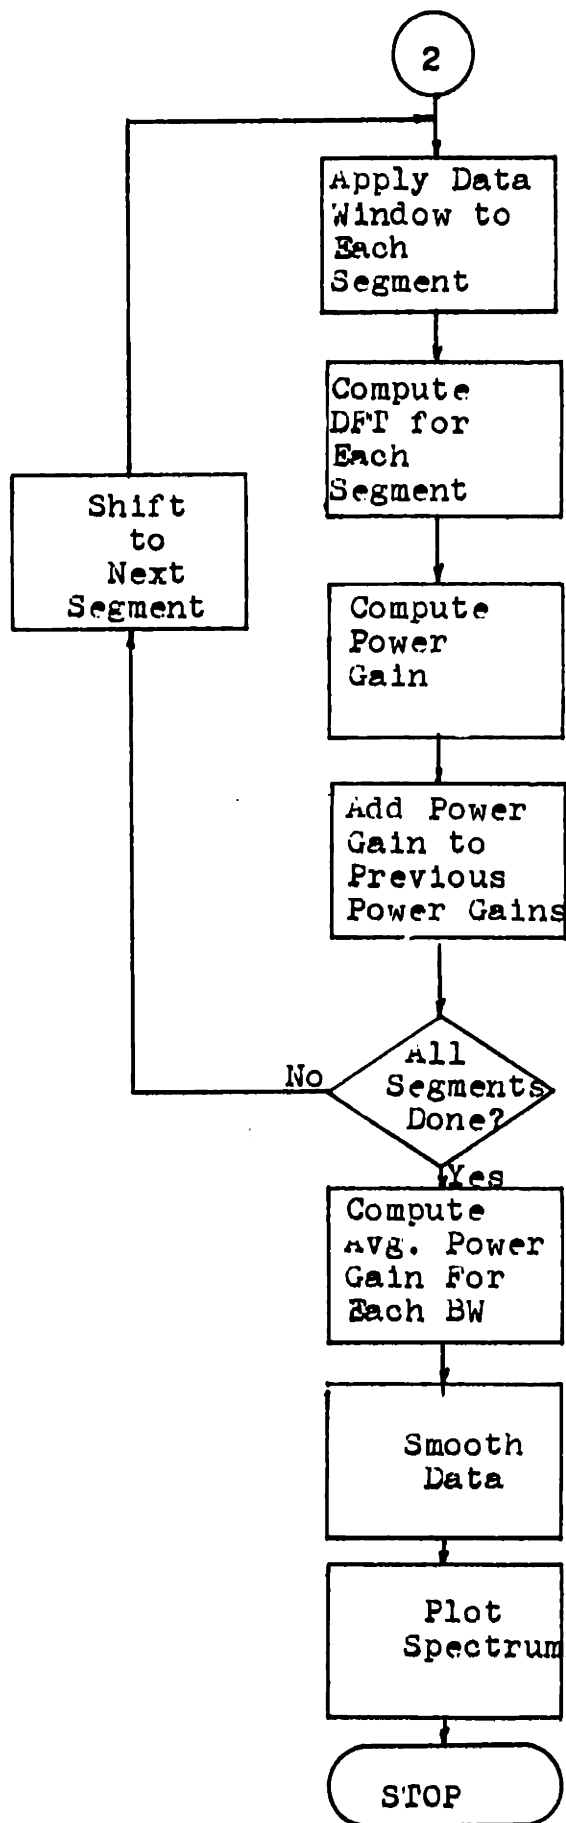 2
Apply Data
Window to
Each
Segment
Compute
DFT for
Each
Segment
Shift
to
Next
Segment
Compute
Power
Gain
Add Power
Gain to
Previous
Power Gains
No
All
Segments
Done?
Yes
Compute
Avg. Power
Gain For
Each BW
Smooth
Data
Plot
Spectrum
STOP